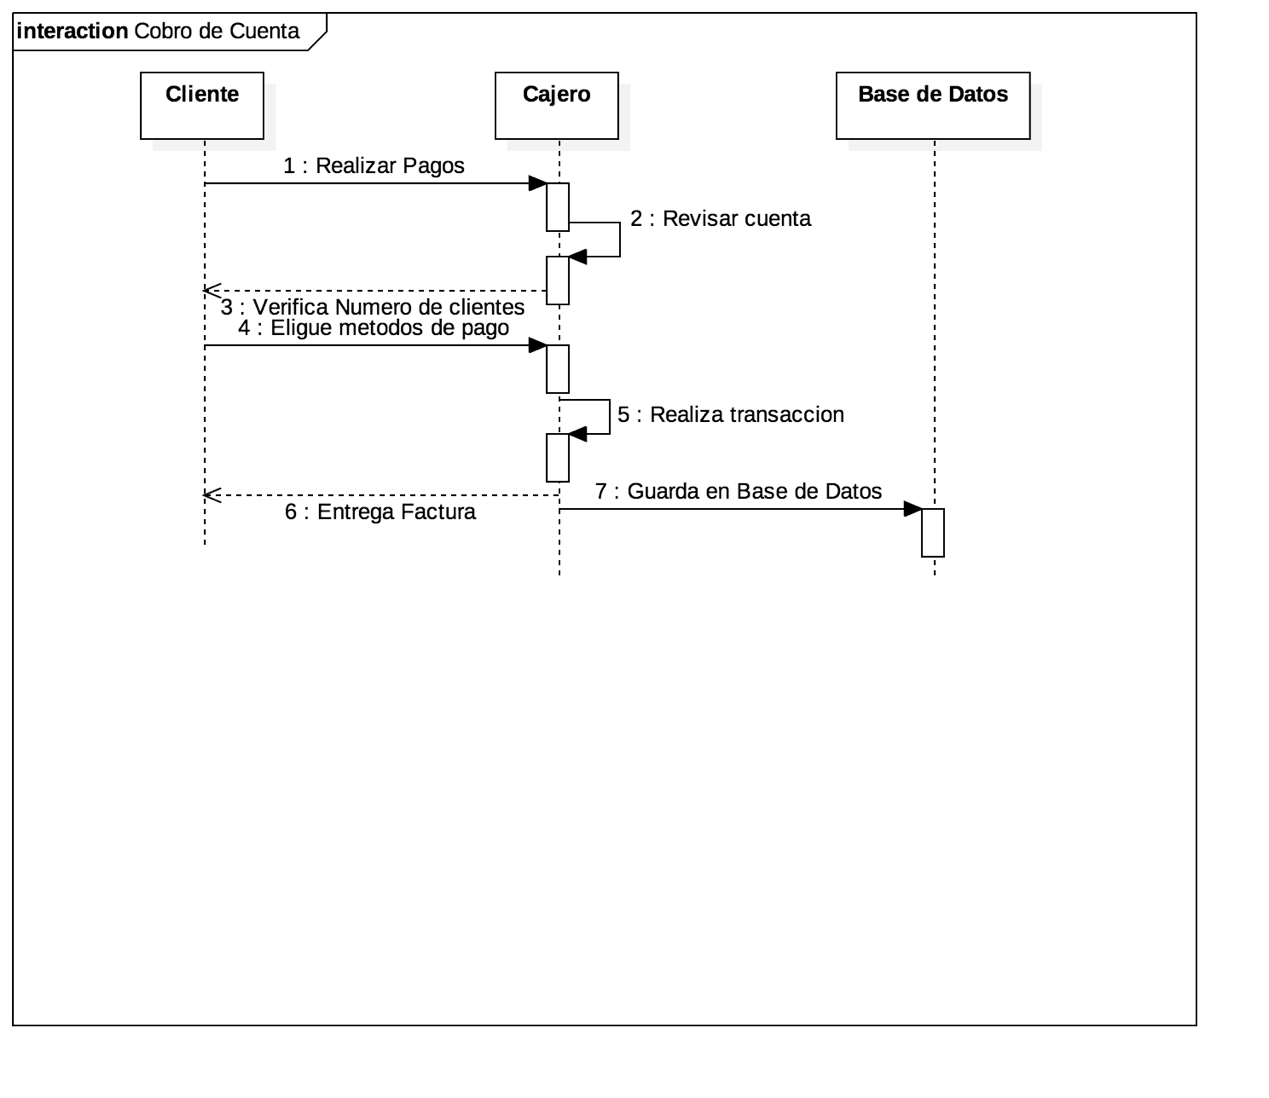 interaction Cobro de Cuenta
Cliente
Cajero
Base de Datos
1 : Realizar Pagos
2 : Revisar cuenta
3 : Verifica Numero de clientes
4 : Eligue metodos de pago
5 : Realiza transaccion
7 : Guarda en Base de Datos
6 : Entrega Factura